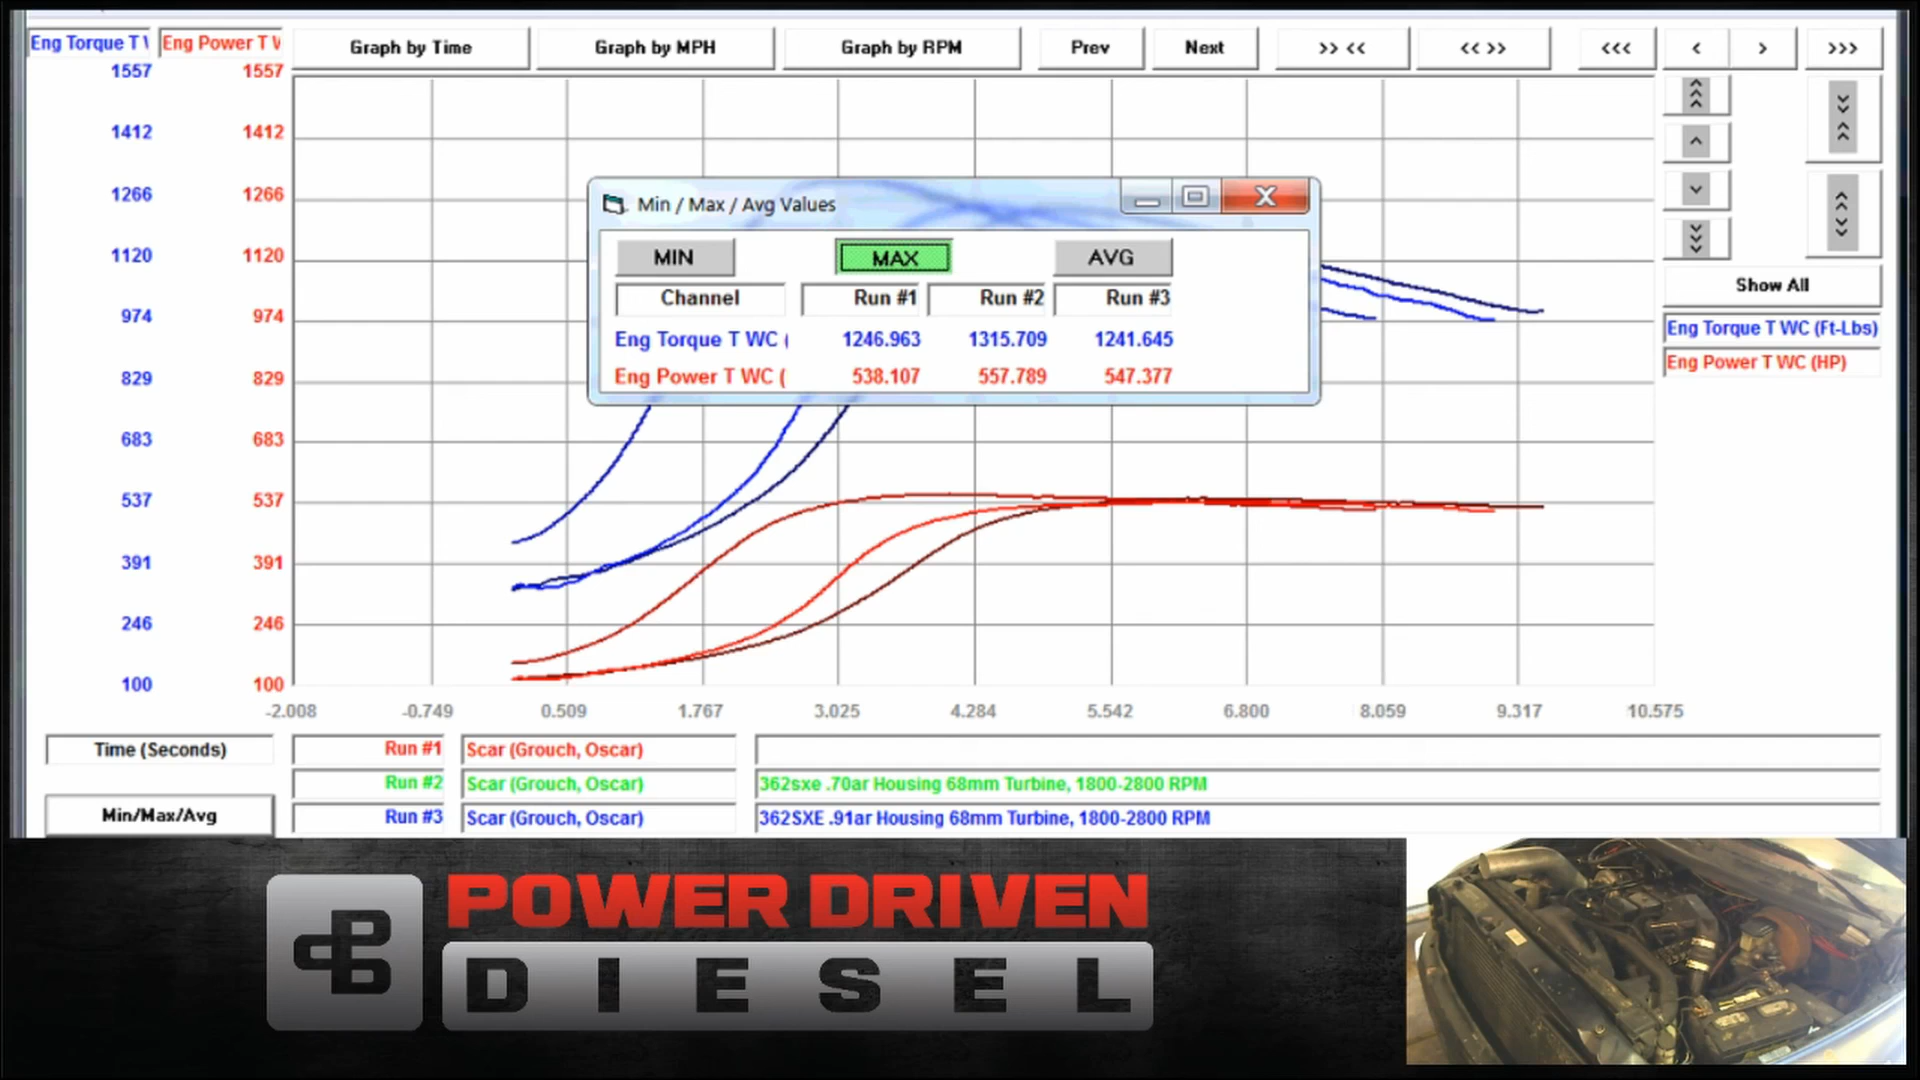 Eng Torque T Eng Power T Graph by Time Graph by MPH Graph by RPM Prev Next >> << << >> <<< < > >>>
1557 1557
1412 1412
1266 1266
1120 1120
974 974
829 829
683 683
537 537
391 391
246 246
100 100
Min / Max / Avg Values
MIN MAX AVG
Channel Run #1 Run #2 Run #3
Eng Torque T WC ( 1246.963 1315.709 1241.645
Eng Power T WC ( 538.107 557.789 547.377
Show All
Eng Torque T WC (Ft-Lbs)
Eng Power T WC (HP)
-2.008 -0.749 0.509 1.767 3.025 4.284 5.542 6.800 8.059 9.317 10.575
Time (Seconds) Run #1 Scar (Grouch, Oscar)
Run #2 Scar (Grouch, Oscar) 362sxe .70ar Housing 68mm Turbine, 1800-2800 RPM
Min/Max/Avg Run #3 Scar (Grouch, Oscar) 362SXE .91ar Housing 68mm Turbine, 1800-2800 RPM
POWER DRIVEN
DIESEL